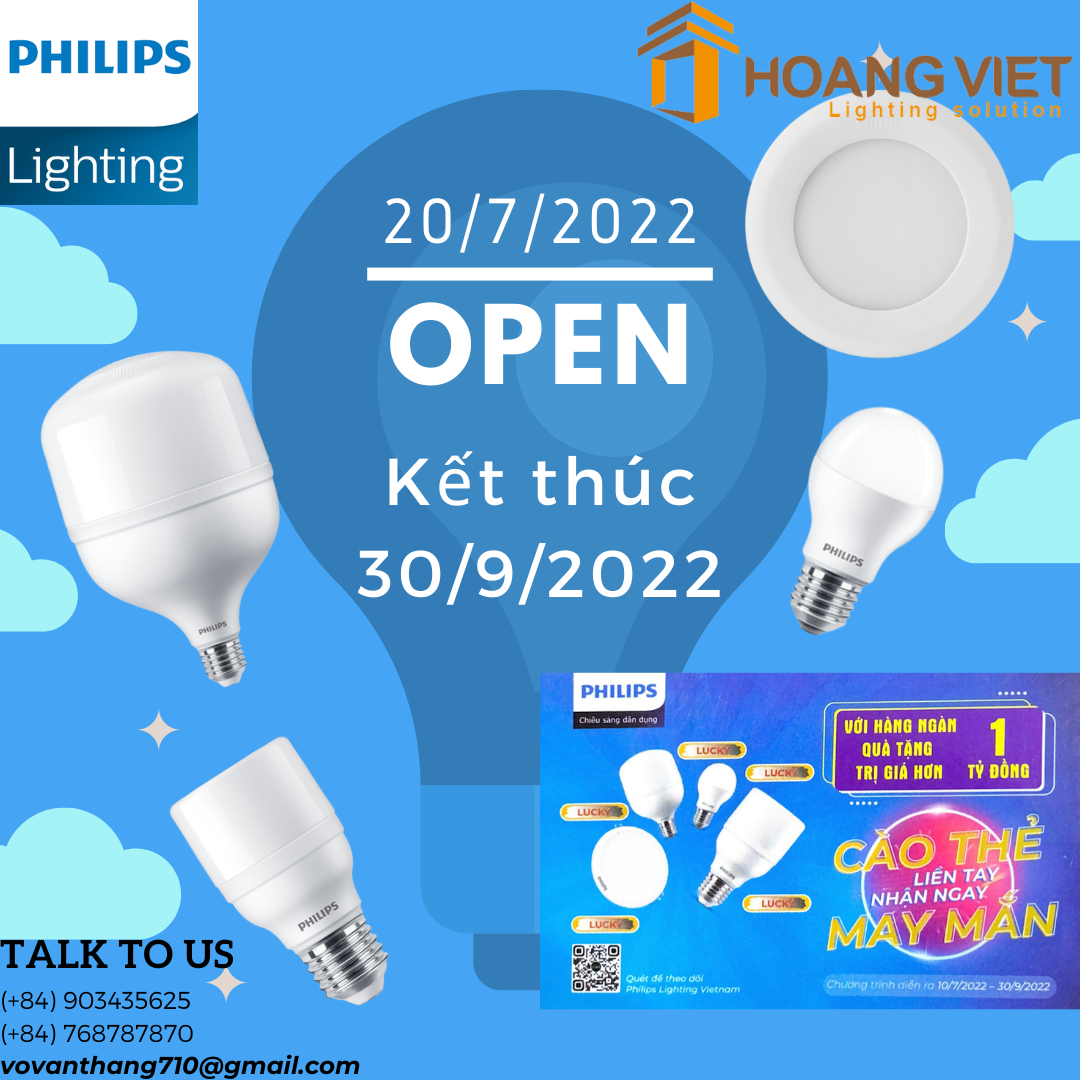 PHILIPS
Lighting
HOANG VIET
Lighting solution
20/7/2022
OPEN
Kết thúc
30/9/2022
PHILIPS
PHILIPS
PHILIPS
PHILIPS
Chiếu sáng dân dụng
VỚI HÀNG NGÀN
QUÀ TẶNG
TRỊ GIÁ HƠN
1
TỶ ĐỒNG
LUCKY
LUCKY
LUCKY
LUCKY
LUCKY
CÀO THẺ
LIỀN TAY
NHẬN NGAY
MAY MẮN
Quét để theo dõi
Philips Lighting Vietnam
Chương trình diễn ra 10/7/2022 - 30/9/2022
TALK TO US
(+84) 903435625
(+84) 768787870
vovanthang710@gmail.com